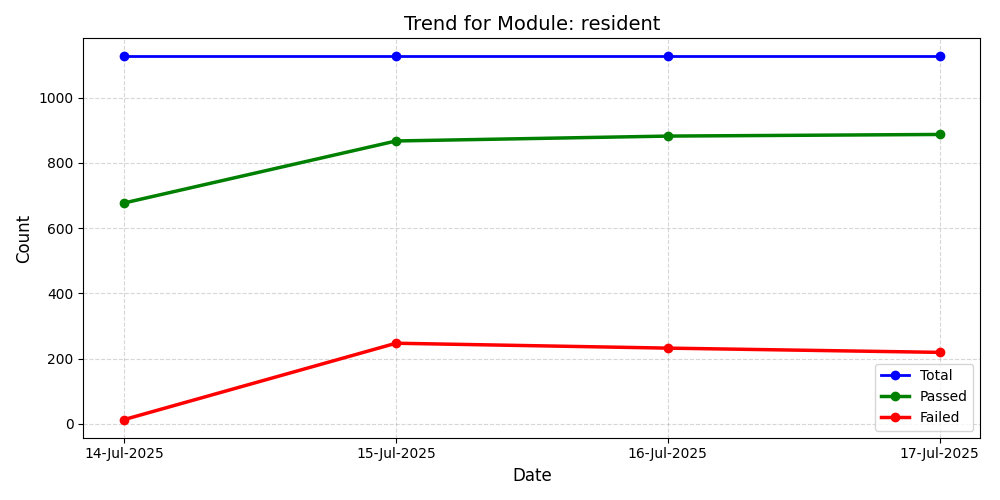 Trend for Module: resident
Count
1000
800
600
400
200
0
14-Jul-2025
15-Jul-2025
16-Jul-2025
17-Jul-2025
Date
Total
Passed
Failed